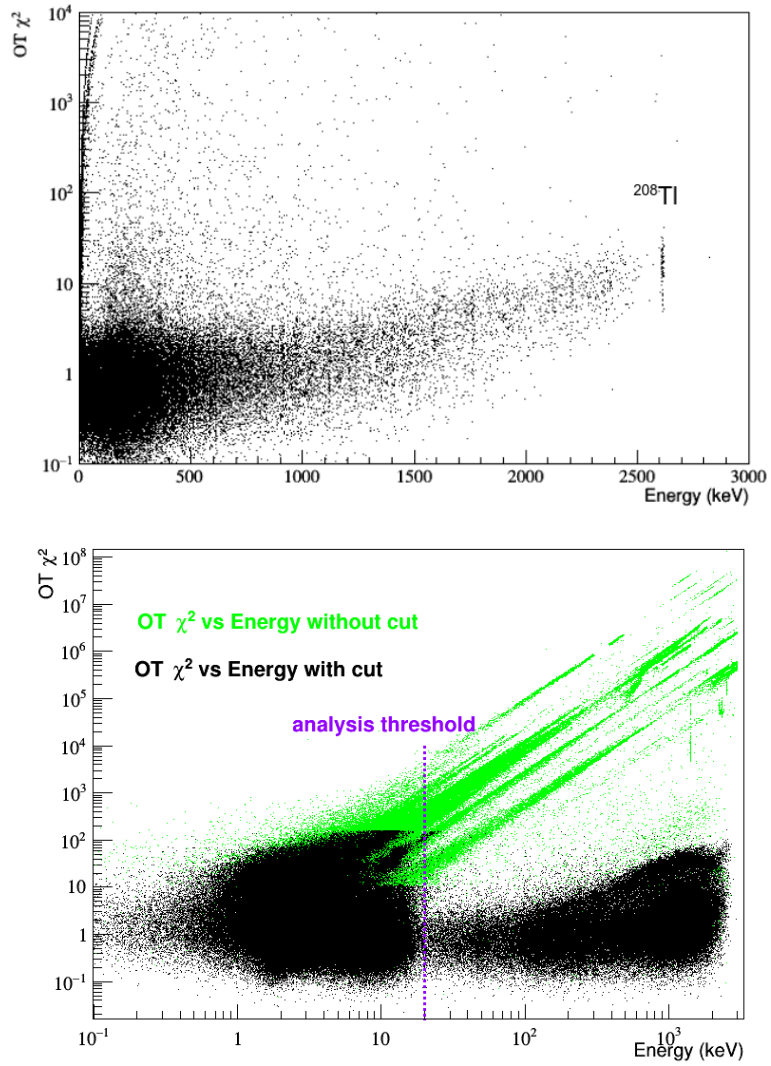 OT χ²
10⁴
10³
10²
10
1
10⁻¹
²⁰⁸Tl
0 500 1000 1500 2000 2500 3000
Energy (keV)
OT χ²
10⁸
10⁷
10⁶
10⁵
10⁴
10³
10²
10
1
10⁻¹
OT χ² vs Energy without cut
OT χ² vs Energy with cut
analysis threshold
10⁻¹ 1 10 10² 10³
Energy (keV)